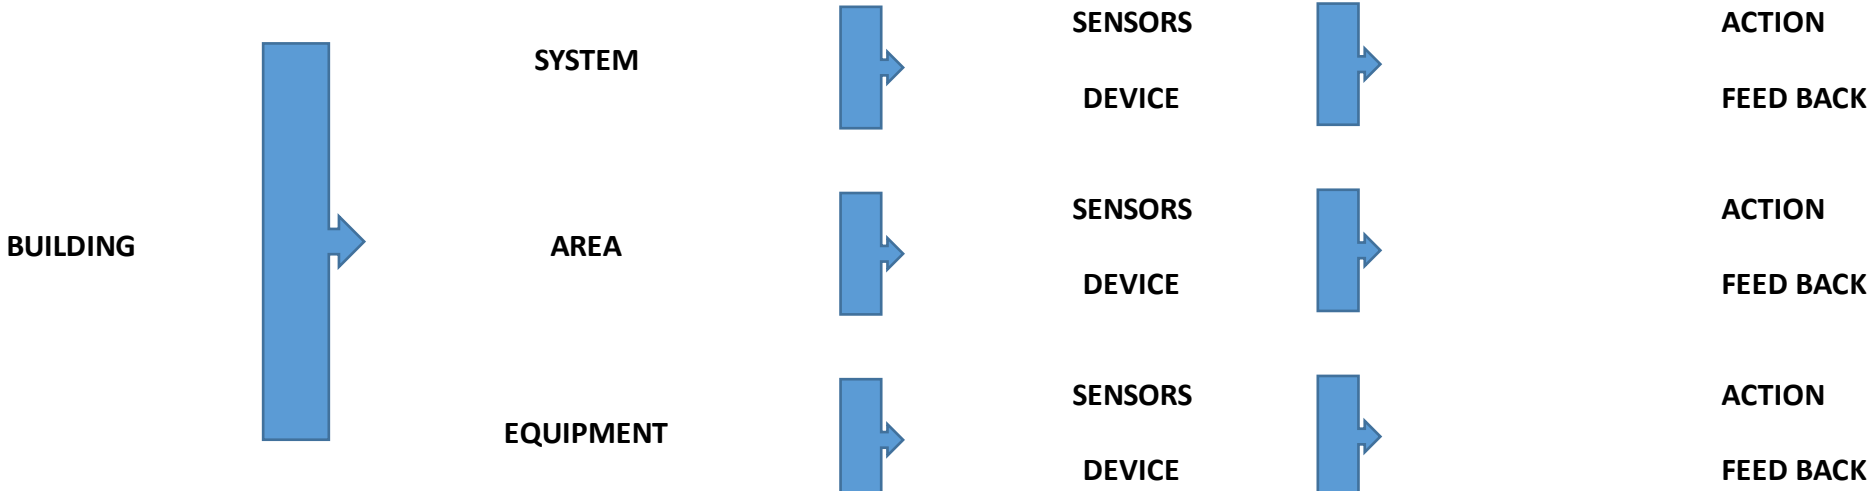 SENSORS
ACTION
SYSTEM
DEVICE
FEED BACK
SENSORS
ACTION
BUILDING
AREA
DEVICE
FEED BACK
SENSORS
ACTION
EQUIPMENT
DEVICE
FEED BACK